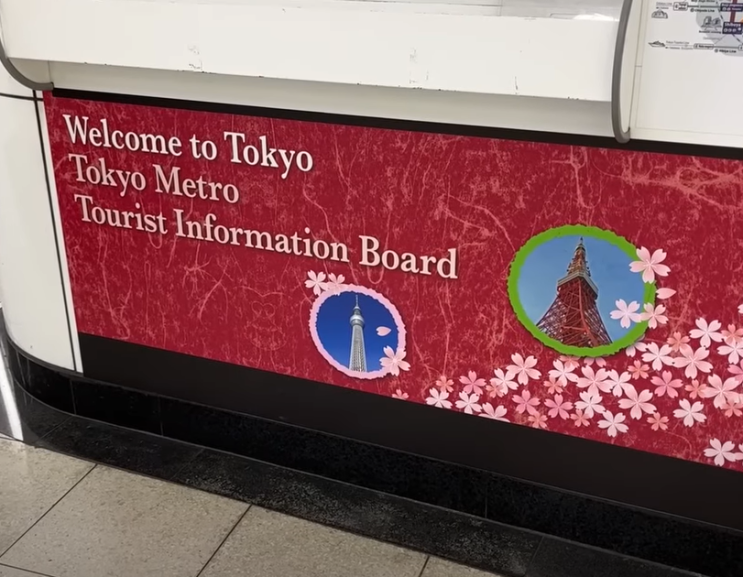 Welcome to Tokyo
Tokyo Metro
Tourist Information Board